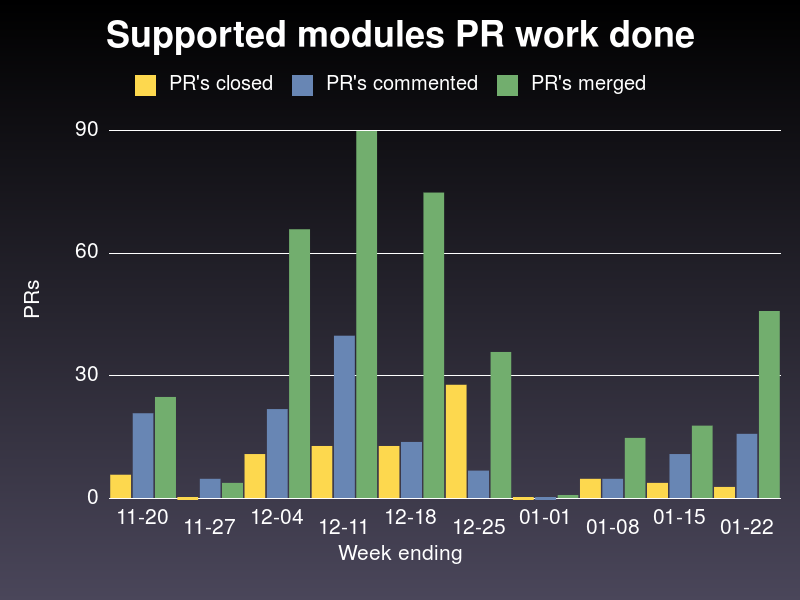 Supported modules PR work done
PR's closed PR's commented PR's merged
90
60
30
0
PRs
11-20 11-27 12-04 12-11 12-18 12-25 01-01 01-08 01-15 01-22
Week ending